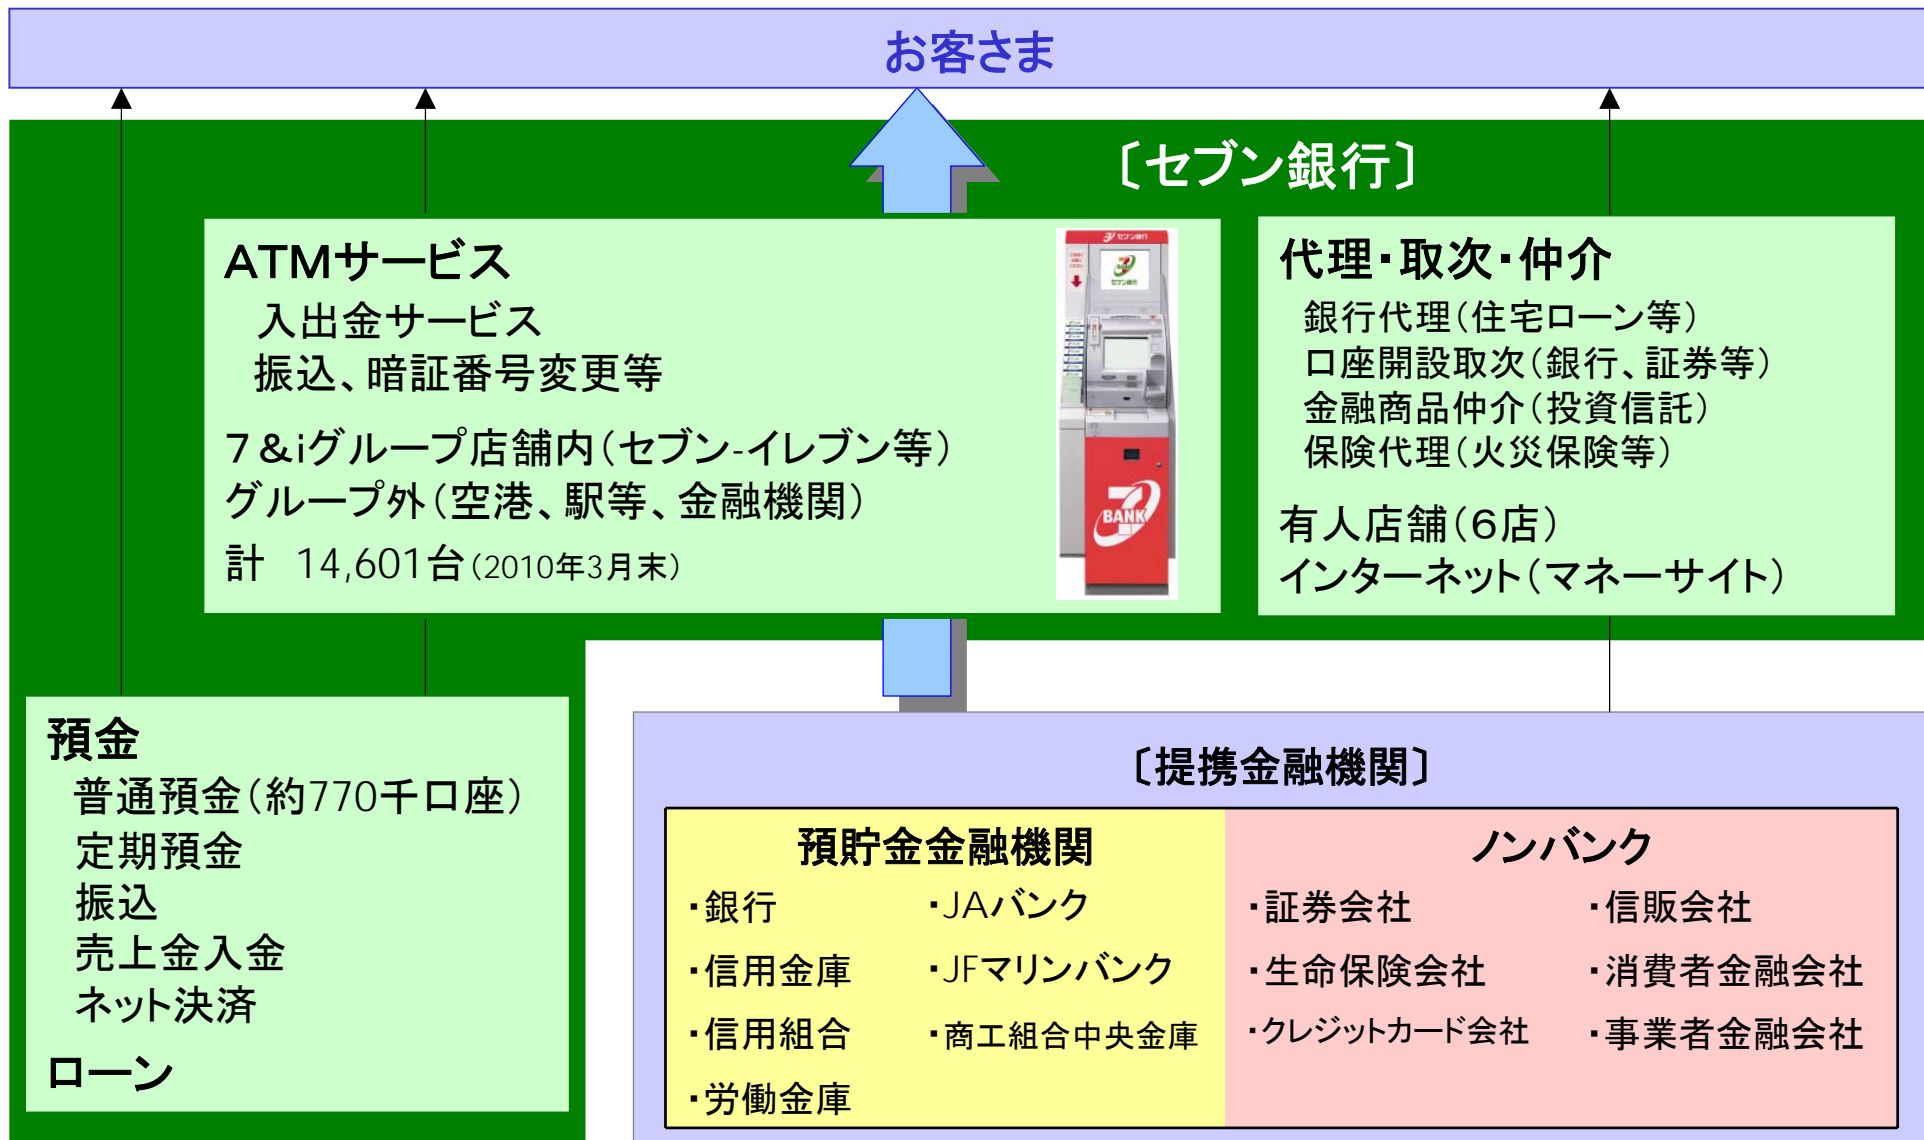 お客さま
〔セブン銀行〕
ATMサービス
入出金サービス
振込、暗証番号変更等
7&iグループ店舗内(セブン-イレブン等)
グループ外(空港、駅等、金融機関)
計 14,601台(2010年3月末)
セブン銀行
セブン銀行
BANK
代理・取次・仲介
銀行代理(住宅ローン等)
口座開設取次(銀行、証券等)
金融商品仲介(投資信託)
保険代理(火災保険等)
有人店舗(6店)
インターネット(マネーサイト)
預金
普通預金(約770千口座)
定期預金
振込
売上金入金
ネット決済
ローン
〔提携金融機関〕
預貯金金融機関
・銀行
・信用金庫
・信用組合
・労働金庫
・JAバンク
・JFマリンバンク
・商工組合中央金庫
ノンバンク
・証券会社
・生命保険会社
・クレジットカード会社
・信販会社
・消費者金融会社
・事業者金融会社